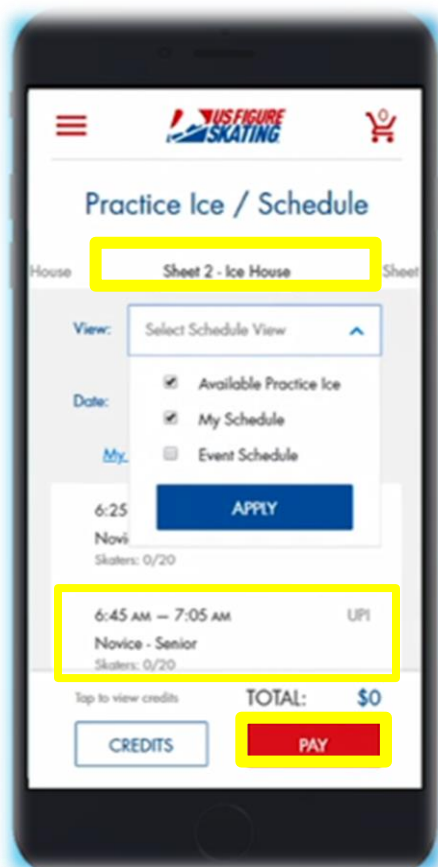 0
US FIGURE
SKATING
Practice Ice / Schedule
House Sheet 2 - Ice House Sheet
View: Select Schedule View
Available Practice Ice
Date:
My Schedule
My Event Schedule
APPLY
6:25
Novi
Skaters: 0/20
6:45 AM — 7:05 AM UPI
Novice - Senior
Skaters: 0/20
Tap to view credits TOTAL: $0
CREDITS PAY